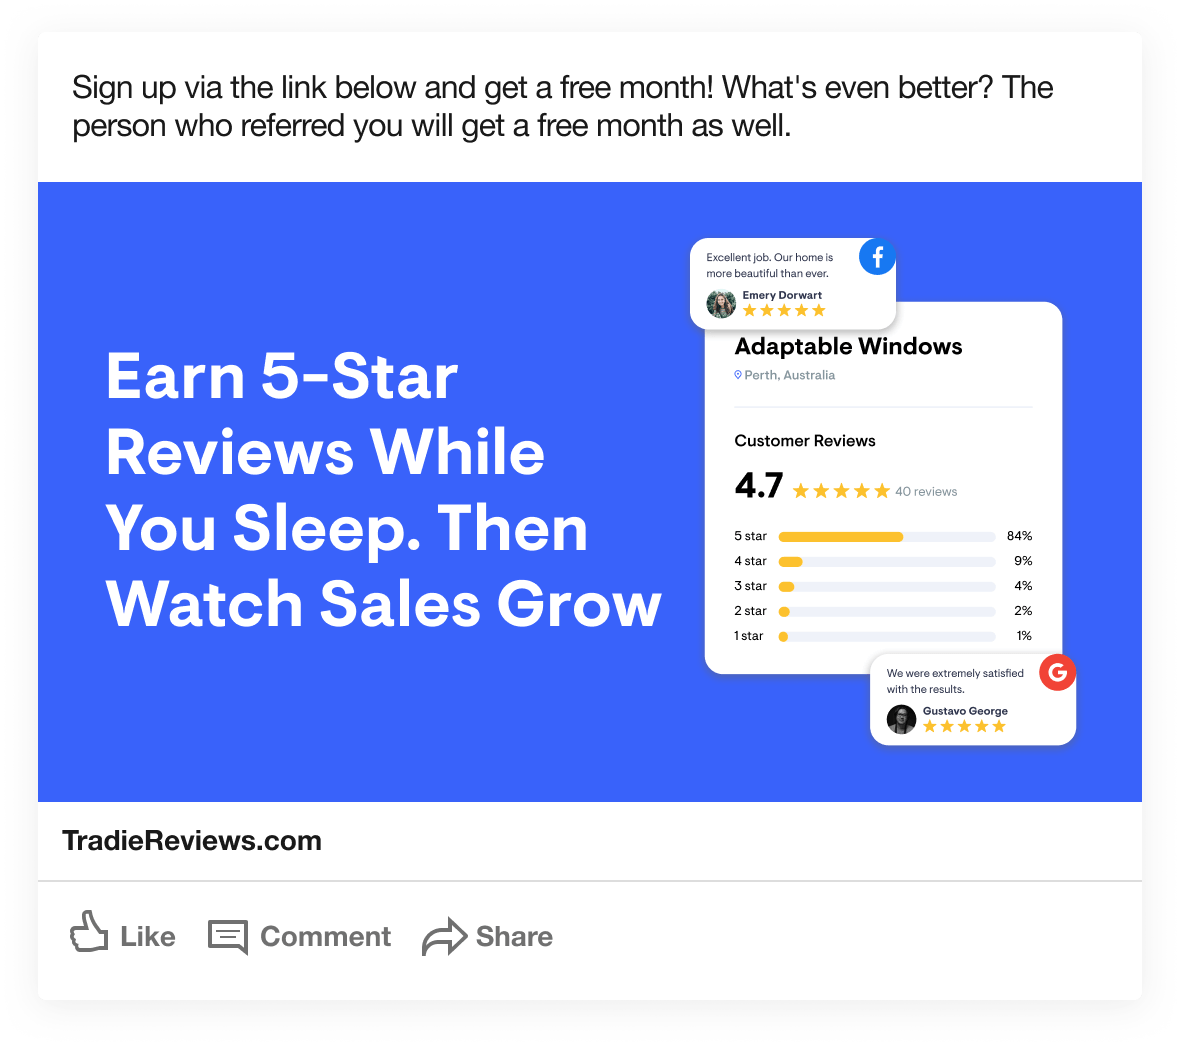 Sign up via the link below and get a free month! What's even better? The
person who referred you will get a free month as well.
Earn 5-Star
Reviews While
You Sleep. Then
Watch Sales Grow
Excellent job. Our home is
more beautiful than ever.
Emery Dorwart
Adaptable Windows
Perth, Australia
Customer Reviews
4.7 40 reviews
5 star 84%
4 star 9%
3 star 4%
2 star 2%
1 star 1%
We were extremely satisfied
with the results.
Gustavo George
TradieReviews.com
Like Comment Share